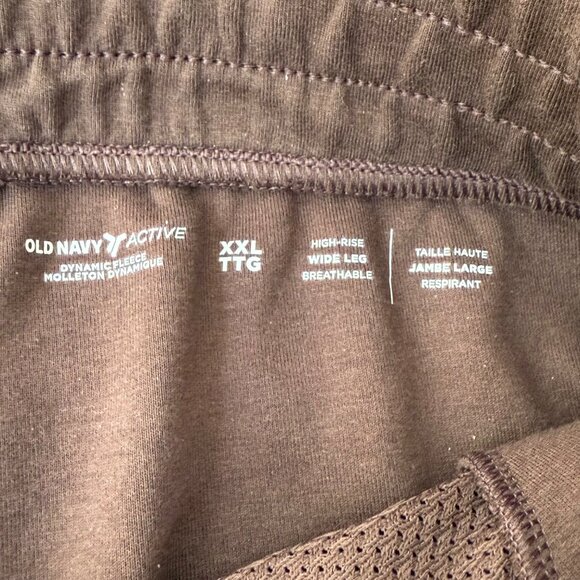 OLD NAVY ACTIVE
DYNAMIC FLEECE
MOLLETON DYNAMIQUE
XXL
TTG
HIGH-RISE
WIDE LEG
BREATHABLE
TAILLE HAUTE
JAMBE LARGE
RESPIRANT